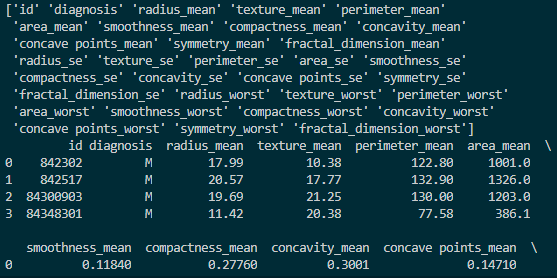 ['id' 'diagnosis' 'radius_mean' 'texture_mean' 'perimeter_mean'
 'area_mean' 'smoothness_mean' 'compactness_mean' 'concavity_mean'
 'concave points_mean' 'symmetry_mean' 'fractal_dimension_mean'
 'radius_se' 'texture_se' 'perimeter_se' 'area_se' 'smoothness_se'
 'compactness_se' 'concavity_se' 'concave points_se' 'symmetry_se'
 'fractal_dimension_se' 'radius_worst' 'texture_worst' 'perimeter_worst'
 'area_worst' 'smoothness_worst' 'compactness_worst' 'concavity_worst'
 'concave points_worst' 'symmetry_worst' 'fractal_dimension_worst']
         id diagnosis  radius_mean  texture_mean  perimeter_mean  area_mean  \
0    842302         M        17.99         10.38          122.80     1001.0
1    842517         M        20.57         17.77          132.90     1326.0
2  84300903         M        19.69         21.25          130.00     1203.0
3  84348301         M        11.42         20.38           77.58      386.1
   smoothness_mean  compactness_mean  concavity_mean  concave points_mean  \
0          0.11840           0.27760          0.3001              0.14710